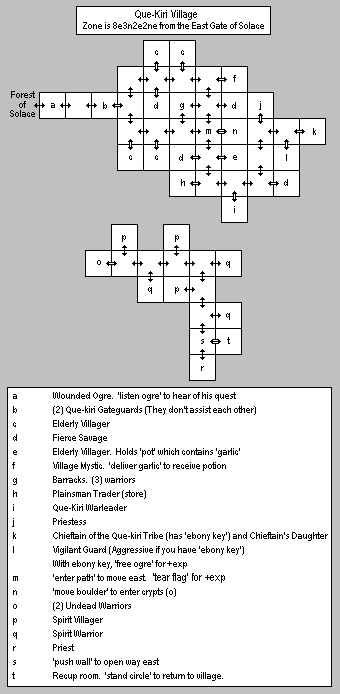 Que-Kiri Village
Zone is 8e3n2e2ne from the East Gate of Solace
c c
f
Forest
of
Solace
a b d g d j
m n k
c c d e l
h d
i
p p
o q
q p
q
s t
r
a Wounded Ogre. 'listen ogre' to hear of his quest
b (2) Que-kiri Gateguards (They don't assist each other)
c Elderly Villager
d Fierce Savage
e Elderly Villager. Holds 'pot' which contains 'garlic'
f Village Mystic. 'deliver garlic' to receive potion
g Barracks. (3) warriors
h Plainsman Trader (store)
i Que-Kiri Warleader
j Priestess
k Chieftain of the Que-kiri Tribe (has 'ebony key') and Chieftain's Daughter
l Vigilant Guard (Aggressive if you have 'ebony key')
With ebony key, 'free ogre' for +exp
m 'enter path' to move east. 'tear flag' for +exp
n 'move boulder' to enter crypts (o)
o (2) Undead Warriors
p Spirit Villager
q Spirit Warrior
r Priest
s 'push wall' to open way east
t Recup room. 'stand circle' to return to village.